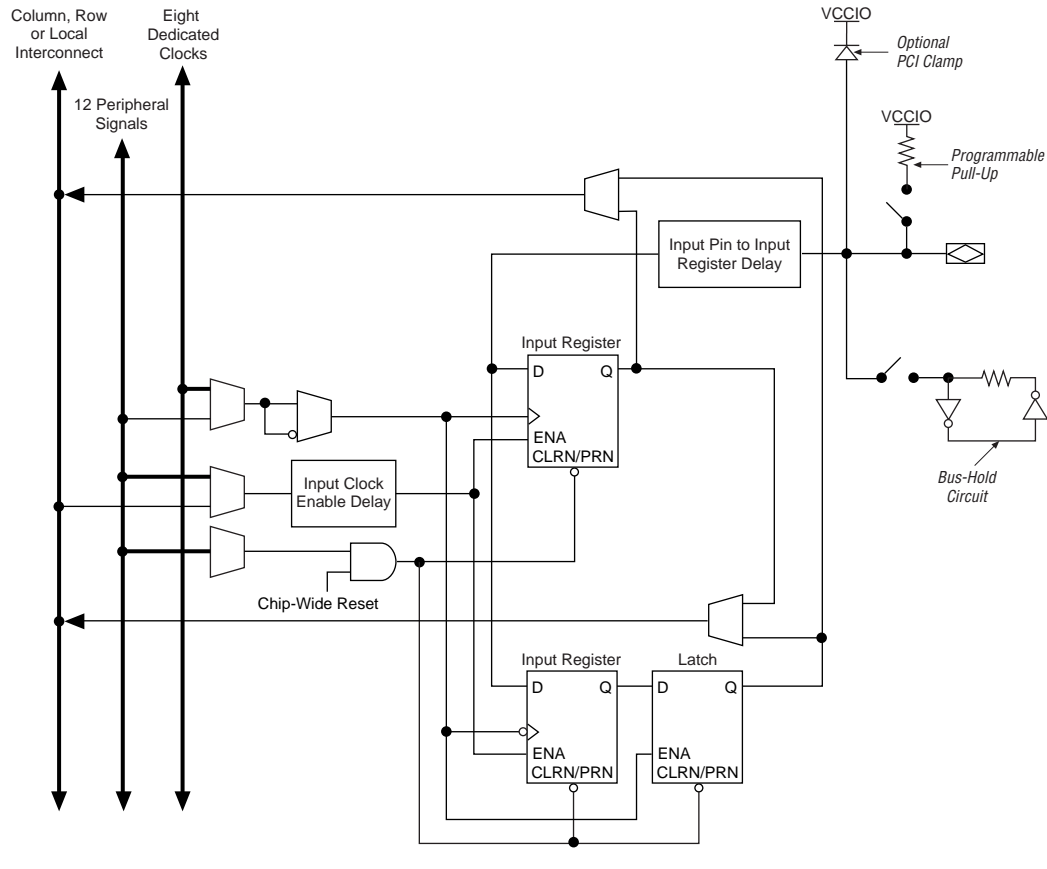 Column, Row
or Local
Interconnect
Eight
Dedicated
Clocks
12 Peripheral
Signals
VCCIO
Optional
PCI Clamp
VCCIO
Programmable
Pull-Up
Input Pin to Input
Register Delay
Input Register
D
Q
ENA
CLRN/PRN
Input Clock
Enable Delay
Bus-Hold
Circuit
Chip-Wide Reset
Input Register
D
Q
ENA
CLRN/PRN
Latch
D
Q
ENA
CLRN/PRN